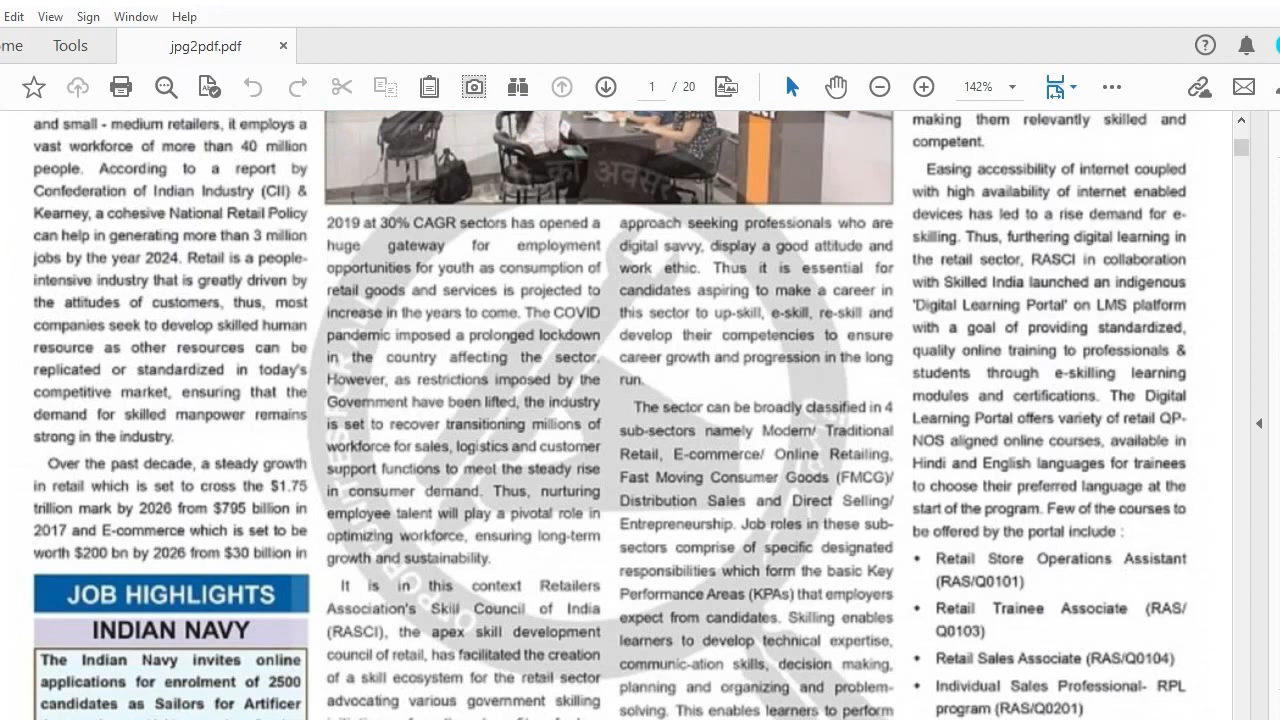 Edit View Sign Window Help
me Tools jpg2pdf.pdf ×
1 / 20 142%
and small - medium retailers, it employs a
vast workforce of more than 40 million
people. According to a report by
Confederation of Indian Industry (CII) &
Kearney, a cohesive National Retail Policy
can help in generating more than 3 million
jobs by the year 2024. Retail is a people-
intensive industry that is greatly driven by
the attitudes of customers, thus, most
companies seek to develop skilled human
resource as other resources can be
replicated or standardized in today's
competitive market, ensuring that the
demand for skilled manpower remains
strong in the industry.
Over the past decade, a steady growth
in retail which is set to cross the $1.75
trillion mark by 2026 from $795 billion in
2017 and E-commerce which is set to be
worth $200 bn by 2026 from $30 billion in
JOB HIGHLIGHTS
INDIAN NAVY
The Indian Navy invites online
applications for enrolment of 2500
candidates as Sailors for Artificer
का अवसर
2019 at 30% CAGR sectors has opened a
huge gateway for employment
opportunities for youth as consumption of
retail goods and services is projected to
increase in the years to come. The COVID
pandemic imposed a prolonged lockdown
in the country affecting the sector.
However, as restrictions imposed by the
Government have been lifted, the industry
is set to recover transitioning millions of
workforce for sales, logistics and customer
support functions to meet the steady rise
in consumer demand. Thus, nurturing
employee talent will play a pivotal role in
optimizing workforce, ensuring long-term
growth and sustainability.
It is in this context Retailers
Association's Skill Council of India
(RASCI), the apex skill development
council of retail, has facilitated the creation
of a skill ecosystem for the retail sector
advocating various government skilling
approach seeking professionals who are
digital savvy, display a good attitude and
work ethic. Thus it is essential for
candidates aspiring to make a career in
this sector to up-skill, e-skill, re-skill and
develop their competencies to ensure
career growth and progression in the long
run.
The sector can be broadly classified in 4
sub-sectors namely Modern/ Traditional
Retail, E-commerce/ Online Retailing,
Fast Moving Consumer Goods (FMCG)/
Distribution Sales and Direct Selling/
Entrepreneurship. Job roles in these sub-
sectors comprise of specific designated
responsibilities which form the basic Key
Performance Areas (KPAs) that employers
expect from candidates. Skilling enables
learners to develop technical expertise,
communic-ation skills, decision making,
planning and organizing and problem-
solving. This enables learners to perform
making them relevantly skilled and
competent.
Easing accessibility of internet coupled
with high availability of internet enabled
devices has led to a rise demand for e-
skilling. Thus, furthering digital learning in
the retail sector, RASCI in collaboration
with Skilled India launched an indigenous
'Digital Learning Portal' on LMS platform
with a goal of providing standardized,
quality online training to professionals &
students through e-skilling learning
modules and certifications. The Digital
Learning Portal offers variety of retail QP-
NOS aligned online courses, available in
Hindi and English languages for trainees
to choose their preferred language at the
start of the program. Few of the courses to
be offered by the portal include :
• Retail Store Operations Assistant
(RAS/Q0101)
• Retail Trainee Associate (RAS/
Q0103)
• Retail Sales Associate (RAS/Q0104)
• Individual Sales Professional- RPL
program (RAS/Q0201)